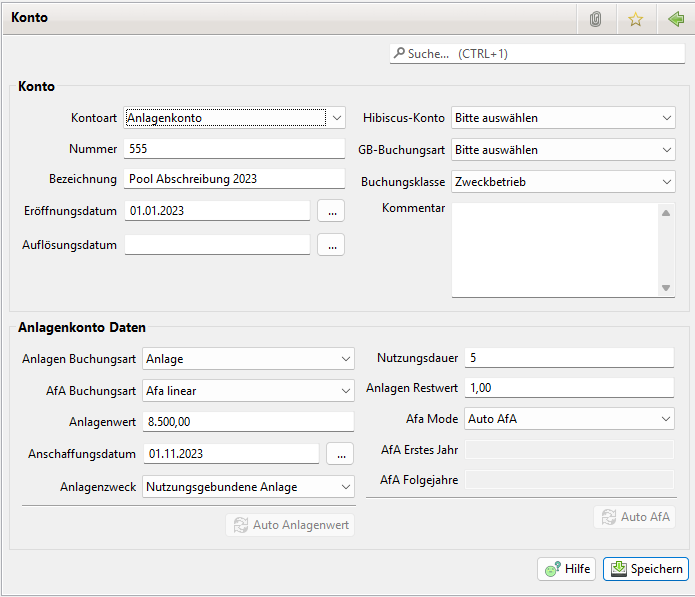 Konto
Suche... (CTRL+1)
Konto
Kontoart Anlagenkonto
Nummer 555
Bezeichnung Pool Abschreibung 2023
Eröffnungsdatum 01.01.2023 ...
Auflösungsdatum ...
Hibiscus-Konto Bitte auswählen
GB-Buchungsart Bitte auswählen
Buchungsklasse Zweckbetrieb
Kommentar
Anlagenkonto Daten
Anlagen Buchungsart Anlage
AfA Buchungsart Afa linear
Anlagenwert 8.500,00
Anschaffungsdatum 01.11.2023 ...
Anlagenzweck Nutzungsgebundene Anlage
Auto Anlagenwert
Nutzungsdauer 5
Anlagen Restwert 1,00
Afa Mode Auto AfA
AfA Erstes Jahr
AfA Folgejahre
Auto AfA
Hilfe
Speichern